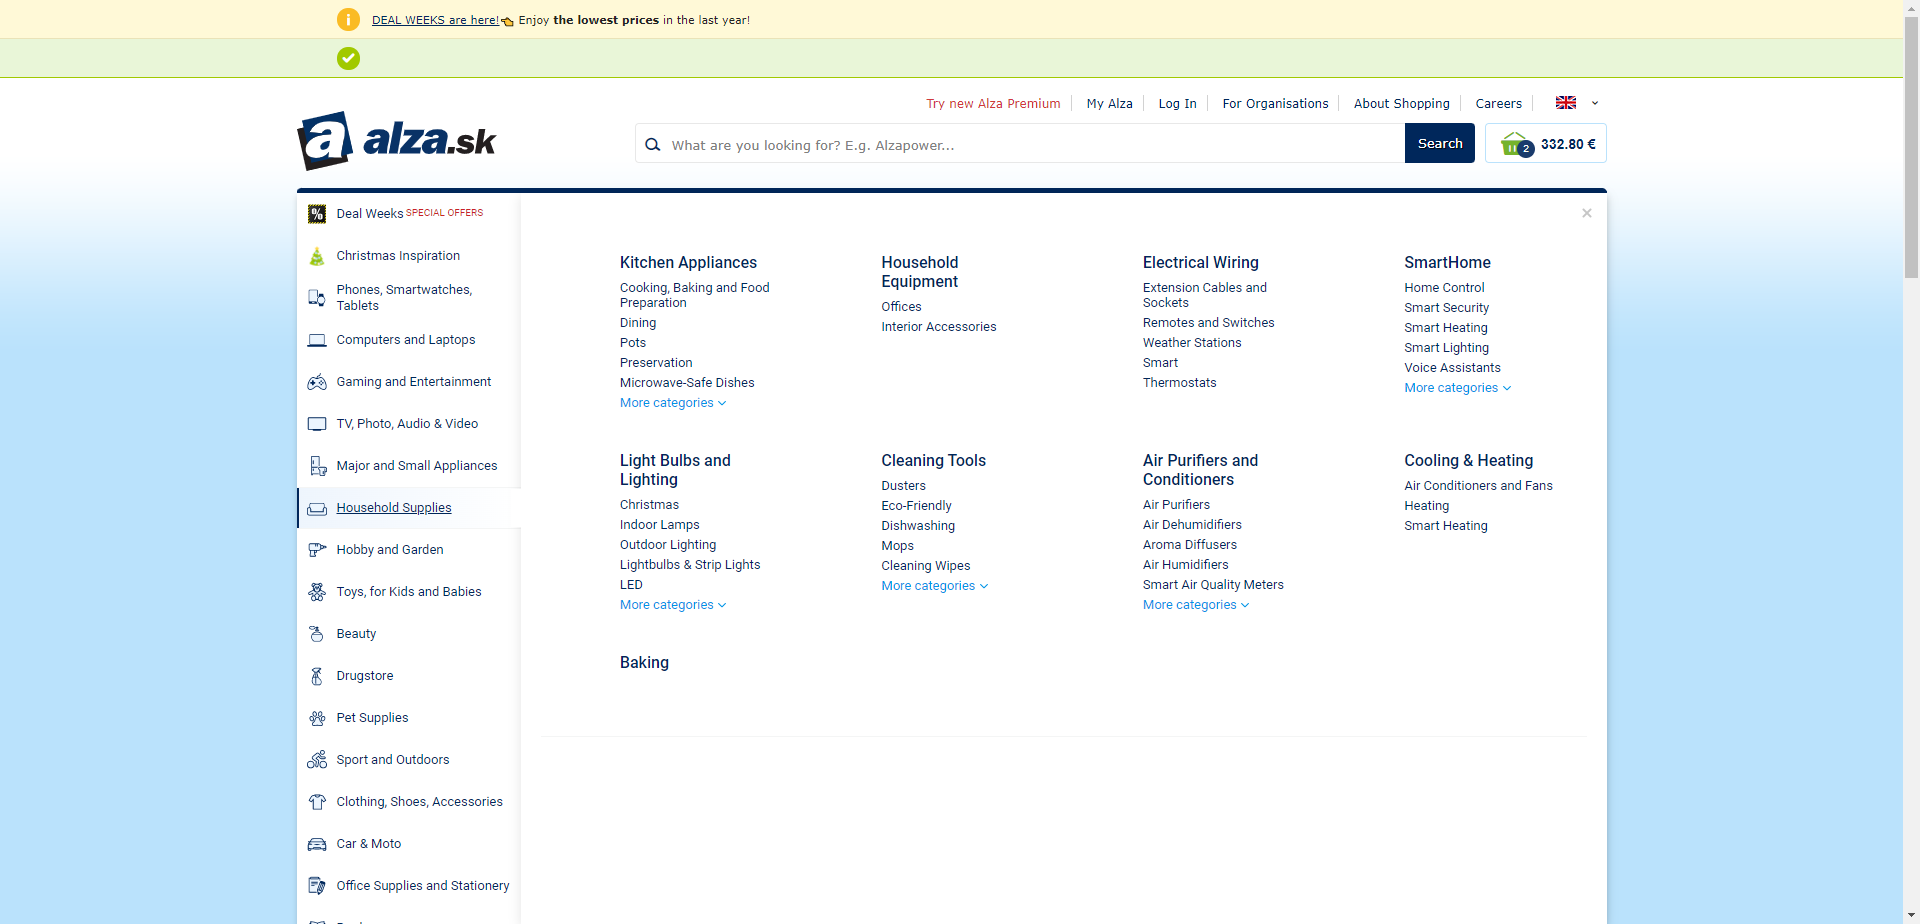 DEAL WEEKS are here! Enjoy the lowest prices in the last year!
Try new Alza Premium
My Alza
Log In
For Organisations
About Shopping
Careers
a alza.sk
What are you looking for? E.g. Alzapower...
Search
2
332.80 €
Deal Weeks SPECIAL OFFERS
Christmas Inspiration
Phones, Smartwatches,
Tablets
Computers and Laptops
Gaming and Entertainment
TV, Photo, Audio & Video
Major and Small Appliances
Household Supplies
Hobby and Garden
Toys, for Kids and Babies
Beauty
Drugstore
Pet Supplies
Sport and Outdoors
Clothing, Shoes, Accessories
Car & Moto
Office Supplies and Stationery
Kitchen Appliances
Cooking, Baking and Food
Preparation
Dining
Pots
Preservation
Microwave-Safe Dishes
More categories
Household
Equipment
Offices
Interior Accessories
Electrical Wiring
Extension Cables and
Sockets
Remotes and Switches
Weather Stations
Smart
Thermostats
SmartHome
Home Control
Smart Security
Smart Heating
Smart Lighting
Voice Assistants
More categories
Light Bulbs and
Lighting
Christmas
Indoor Lamps
Outdoor Lighting
Lightbulbs & Strip Lights
LED
More categories
Cleaning Tools
Dusters
Eco-Friendly
Dishwashing
Mops
Cleaning Wipes
More categories
Air Purifiers and
Conditioners
Air Purifiers
Air Dehumidifiers
Aroma Diffusers
Air Humidifiers
Smart Air Quality Meters
More categories
Cooling & Heating
Air Conditioners and Fans
Heating
Smart Heating
Baking